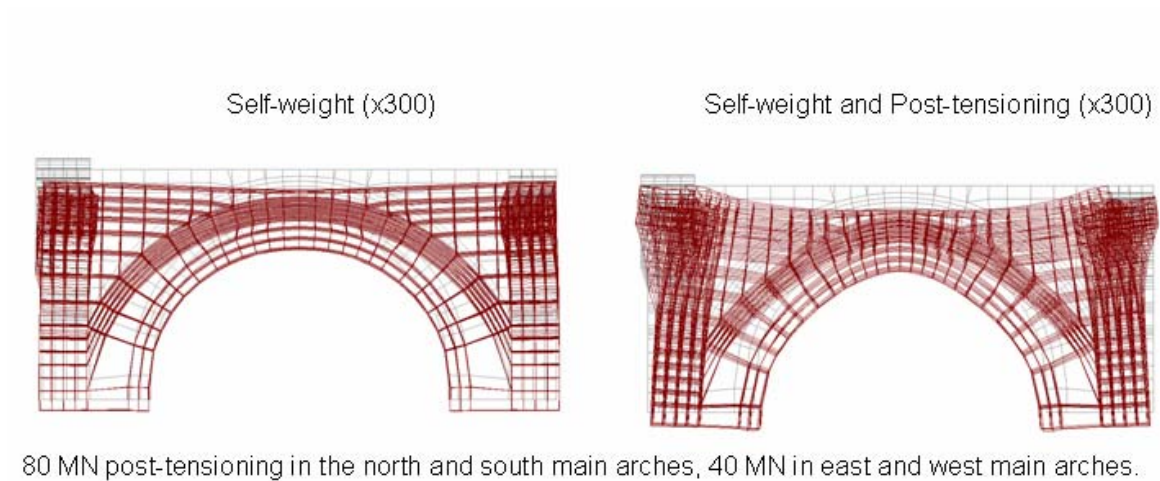 Self-weight (x300)
Self-weight and Post-tensioning (x300)
80 MN post-tensioning in the north and south main arches, 40 MN in east and west main arches.